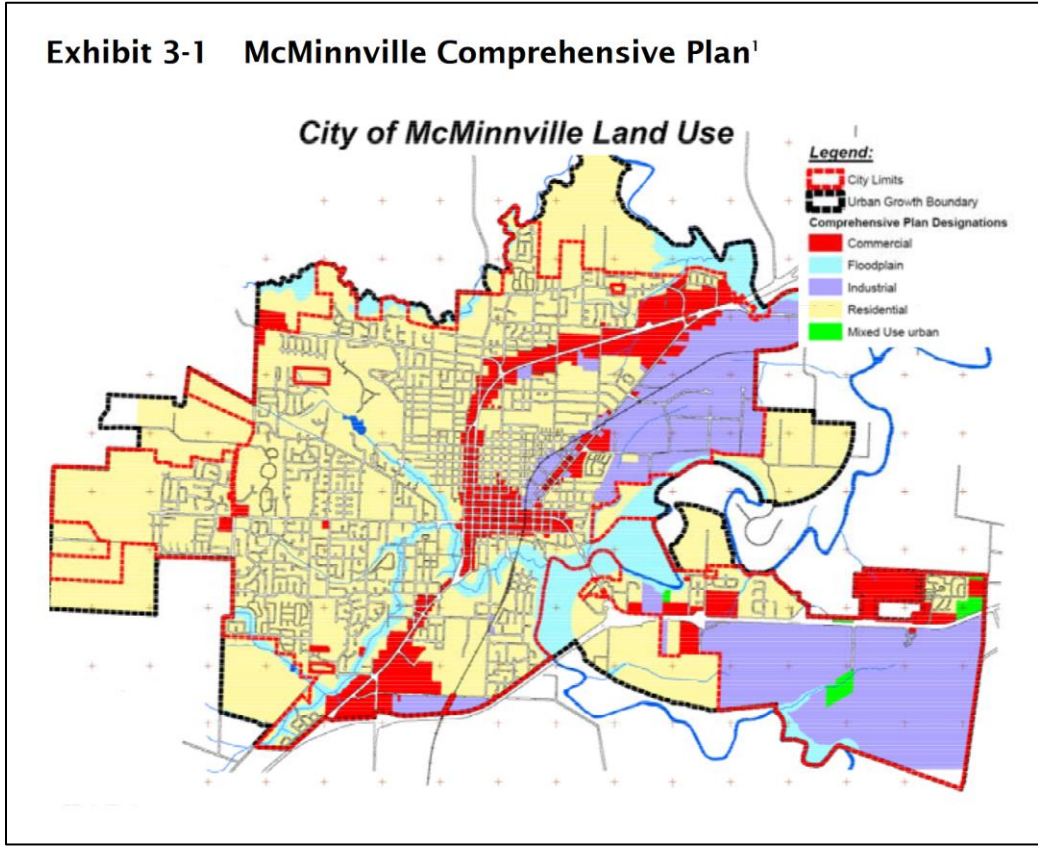 Exhibit 3-1 McMinnville Comprehensive Plan¹
City of McMinnville Land Use
Legend:
City Limits
Urban Growth Boundary
Comprehensive Plan Designations
Commercial
Floodplain
Industrial
Residential
Mixed Use urban